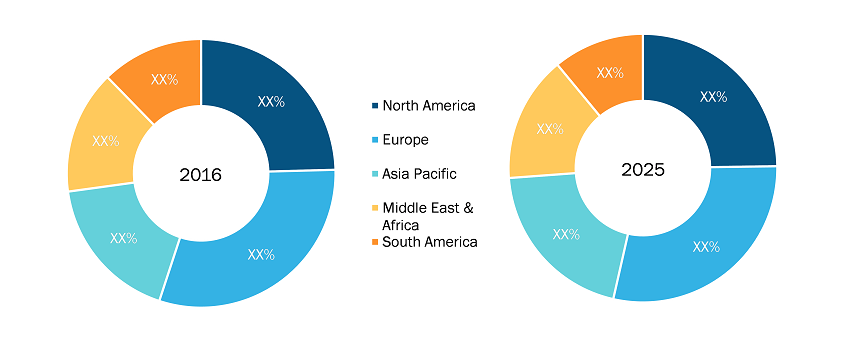 XX%
XX%
XX%
XX%
XX%
2016
North America
Europe
Asia Pacific
Middle East &
Africa
South America
XX%
XX%
XX%
XX%
XX%
2025